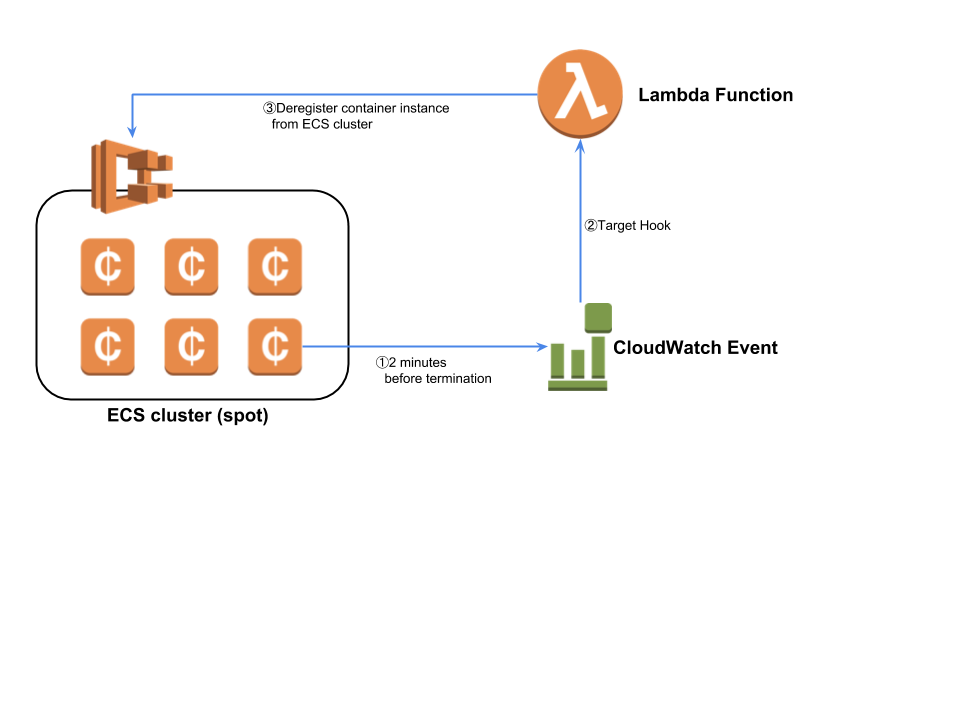 Lambda Function
③Deregister container instance
from ECS cluster
②Target Hook
CloudWatch Event
①2 minutes
before termination
ECS cluster (spot)